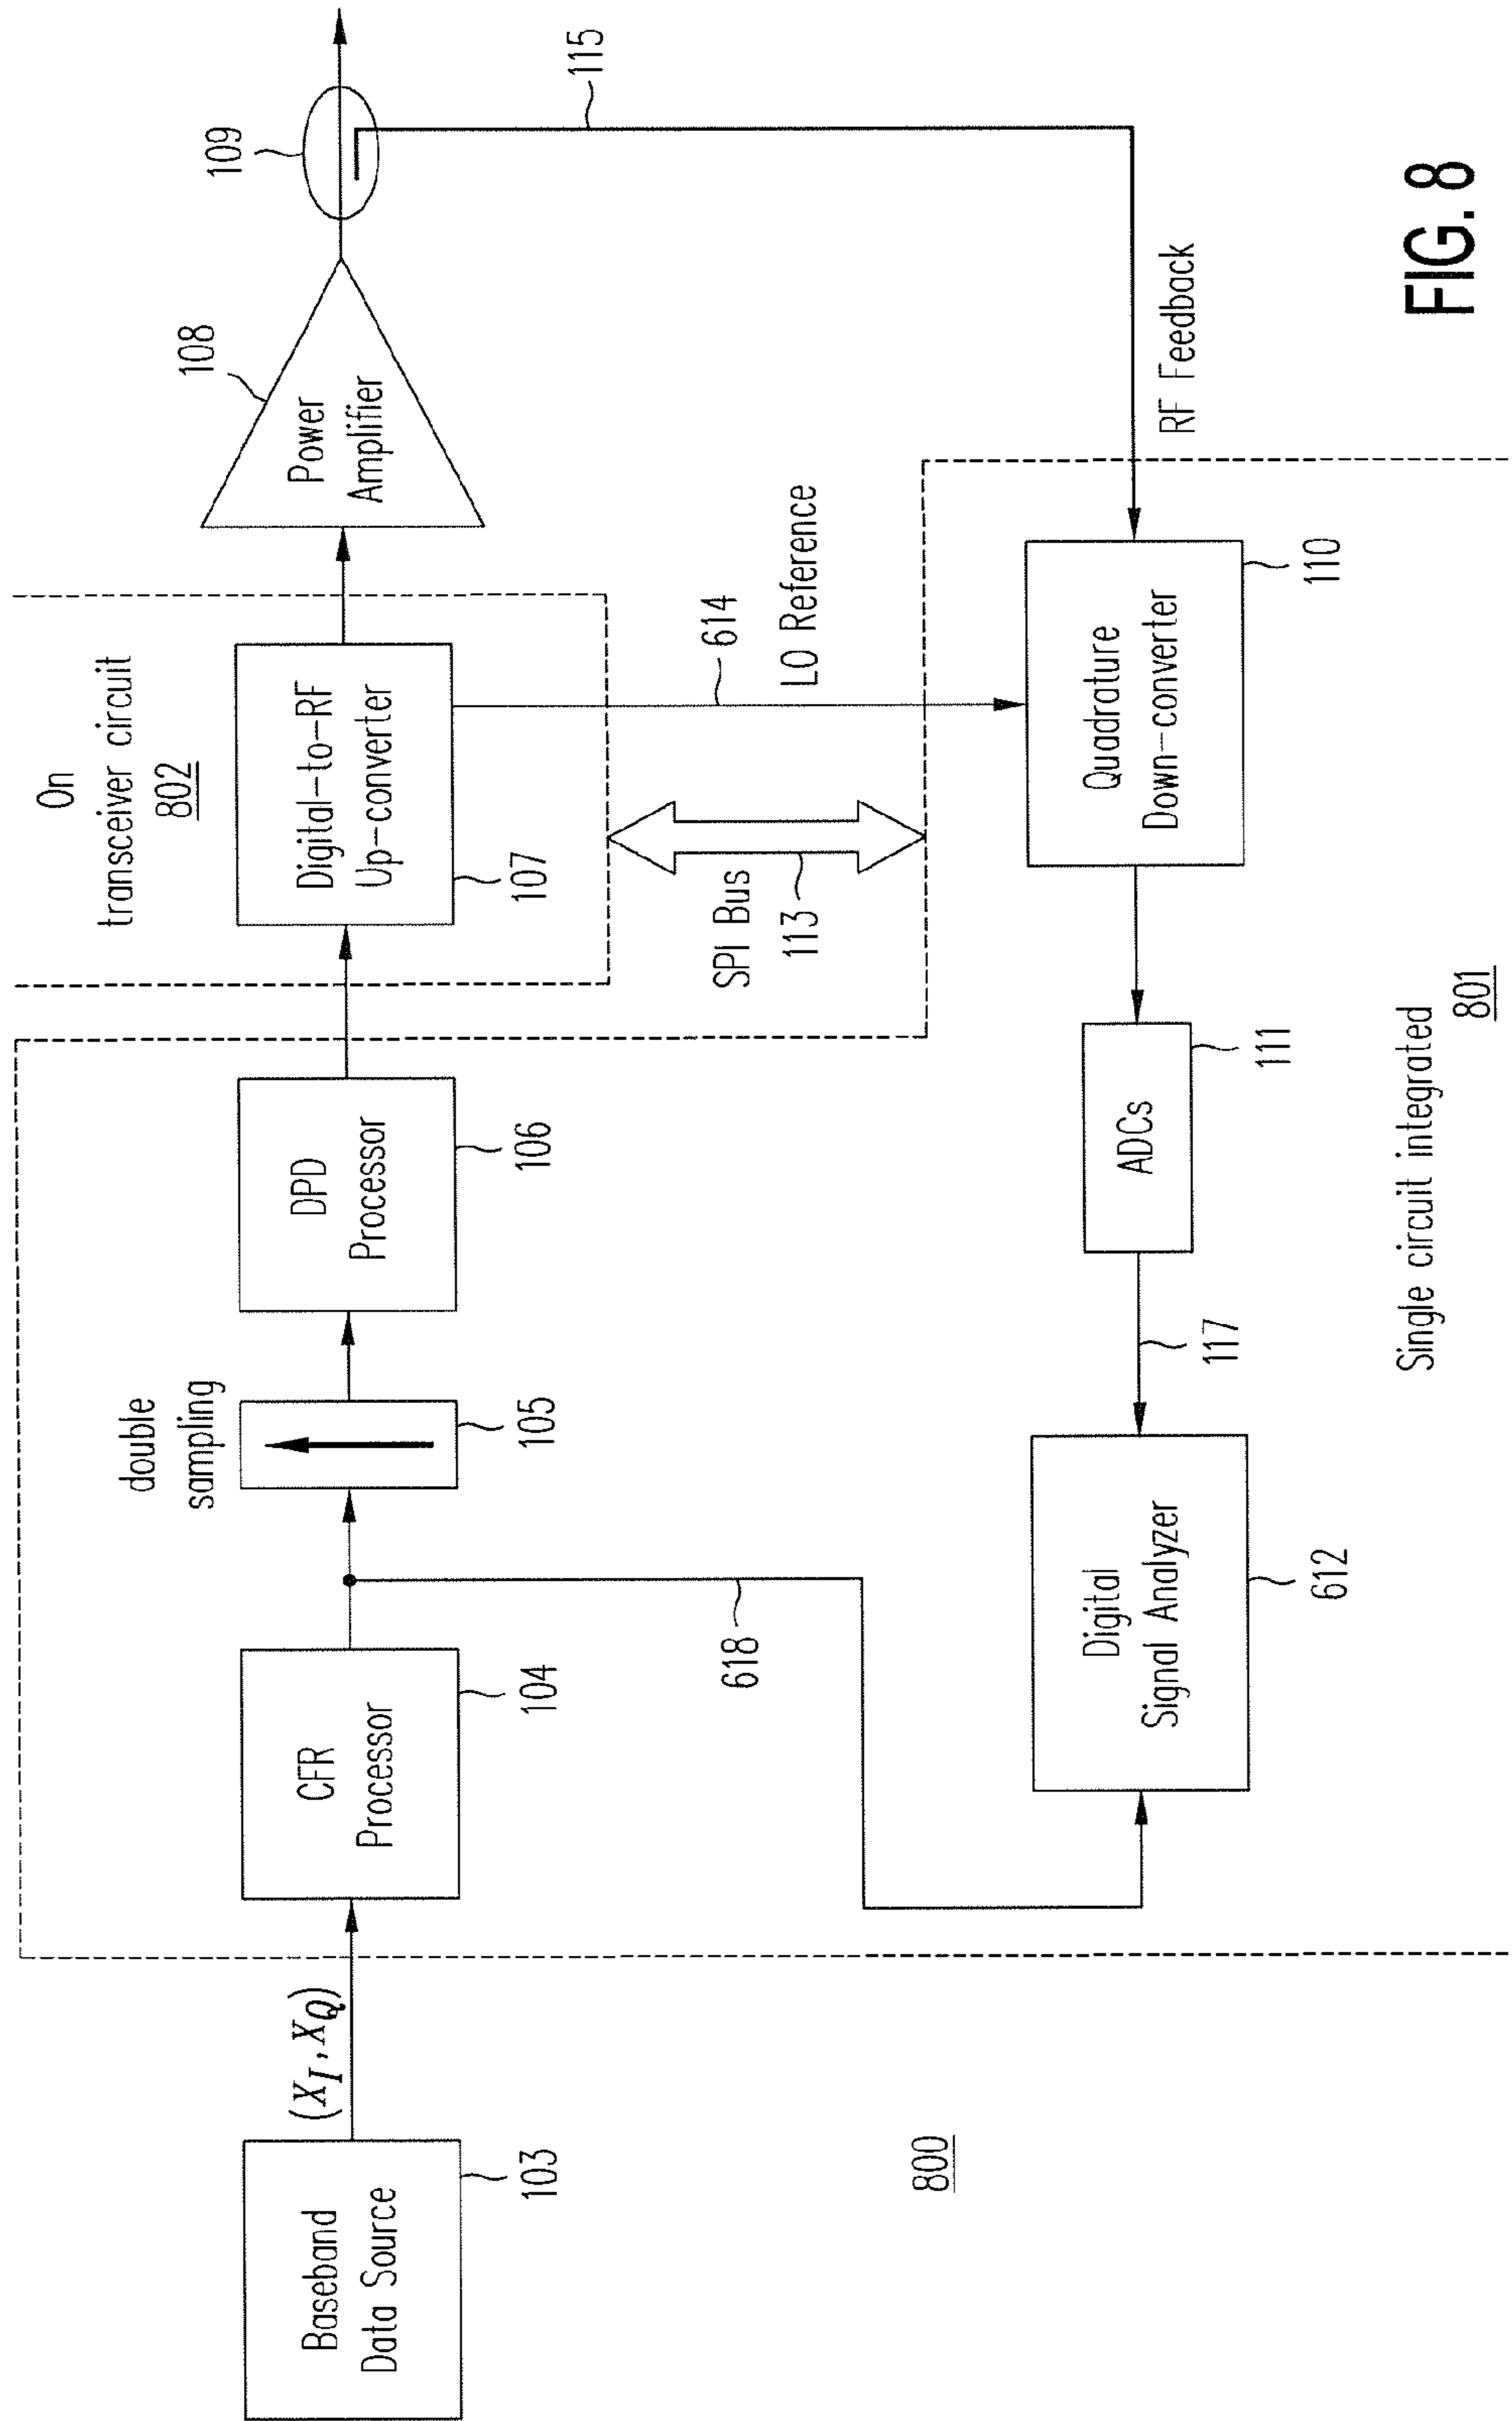 800
Baseband
Data Source
103
(X_I, X_Q)
CFR
Processor
104
618
double
sampling
105
DPD
Processor
106
On
transceiver circuit
802
Digital-to-RF
Up-converter
107
SPI Bus
113
614
LO Reference
Power
Amplifier
108
109
115
RF Feedback
Quadrature
Down-converter
110
ADCs
111
117
Digital
Signal Analyzer
612
Single circuit integrated
801
FIG. 8